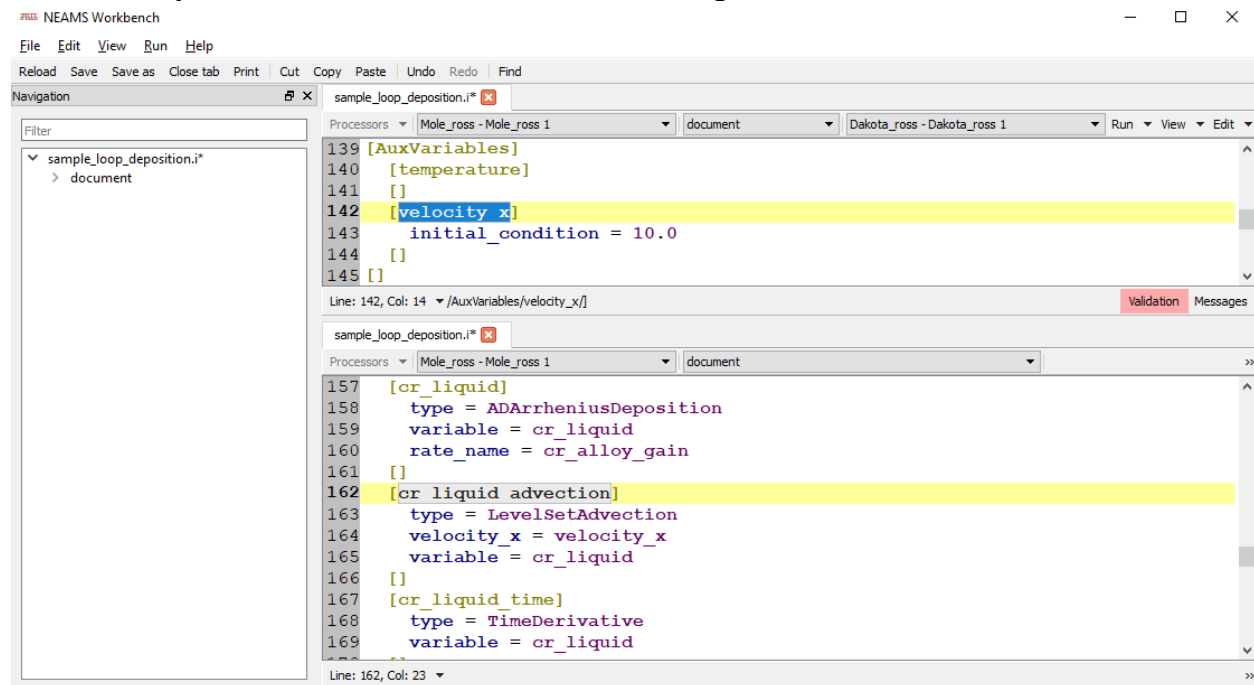 NEAMS Workbench
File Edit View Run Help
Reload Save Save as Close tab Print Cut Copy Paste Undo Redo Find
Navigation
Filter
sample_loop_deposition.i*
document
sample_loop_deposition.i*
Processors Mole_ross - Mole_ross 1 document Dakota_ross - Dakota_ross 1 Run View Edit
139 [AuxVariables]
140 [temperature]
141 []
142 [velocity_x]
143 initial_condition = 10.0
144 []
145 []
Line: 142, Col: 14 /AuxVariables/velocity_x/] Validation Messages
sample_loop_deposition.i*
Processors Mole_ross - Mole_ross 1 document »
157 [cr_liquid]
158 type = ADArrheniusDeposition
159 variable = cr_liquid
160 rate_name = cr_alloy_gain
161 []
162 [cr_liquid_advection]
163 type = LevelSetAdvection
164 velocity_x = velocity_x
165 variable = cr_liquid
166 []
167 [cr_liquid_time]
168 type = TimeDerivative
169 variable = cr_liquid
Line: 162, Col: 23 »